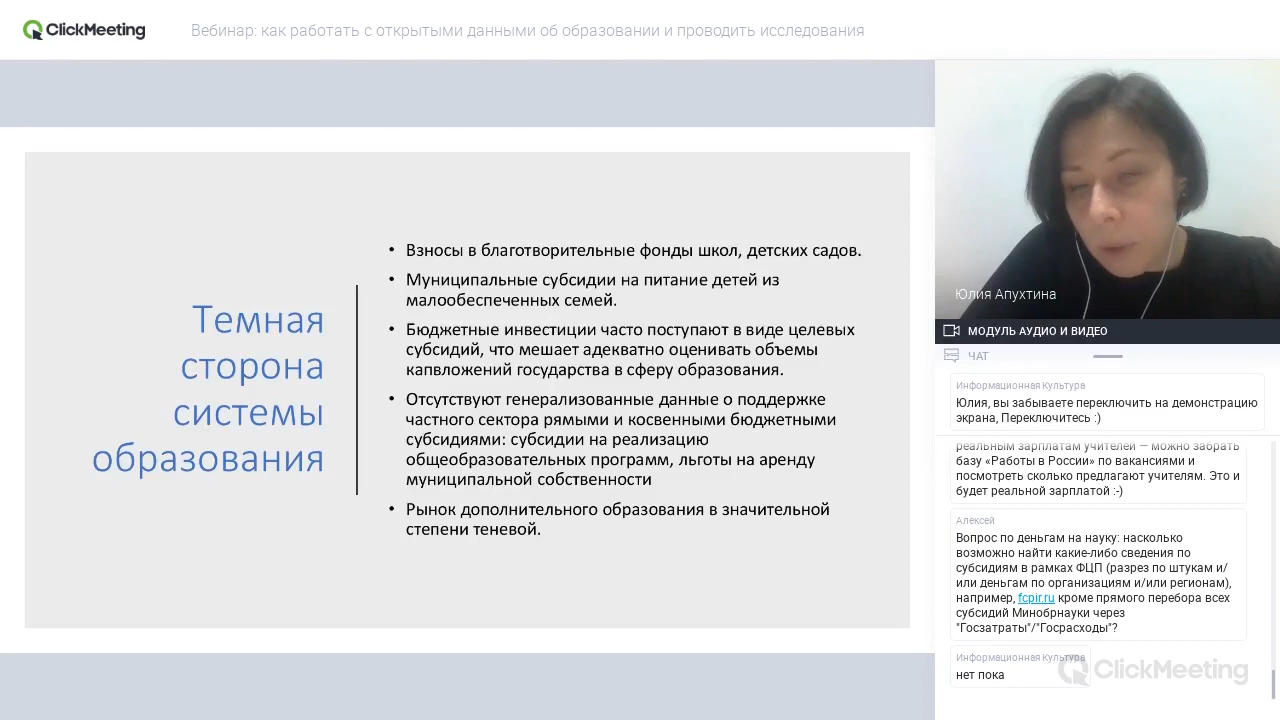 ClickMeeting
Вебинар: как работать с открытыми данными об образовании и проводить исследования
Темная
сторона
системы
образования
• Взносы в благотворительные фонды школ, детских садов.
• Муниципальные субсидии на питание детей из
малообеспеченных семей.
• Бюджетные инвестиции часто поступают в виде целевых
субсидий, что мешает адекватно оценивать объемы
капвложений государства в сферу образования.
• Отсутствуют генерализованные данные о поддержке
частного сектора рямыми и косвенными бюджетными
субсидиями: субсидии на реализацию
общеобразовательных программ, льготы на аренду
муниципальной собственности
• Рынок дополнительного образования в значительной
степени теневой.
Юлия Апухтина
МОДУЛЬ АУДИО И ВИДЕО
ЧАТ
Информационная Культура
Юлия, вы забываете переключить на демонстрацию
экрана, Переключитесь :)
реальным зарплатам учителей — можно забрать
базу «Работы в России» по вакансиями и
посмотреть сколько предлагают учителям. Это и
будет реальной зарплатой :-)
Алексей
Вопрос по деньгам на науку: насколько
возможно найти какие-либо сведения по
субсидиям в рамках ФЦП (разрез по штукам и/
или деньгам по организациям и/или регионам),
например, fcpir.ru кроме прямого перебора всех
субсидий Минобрнауки через
"Госзатраты"/"Госрасходы"?
Информационная Культура
нет пока
ClickMeeting